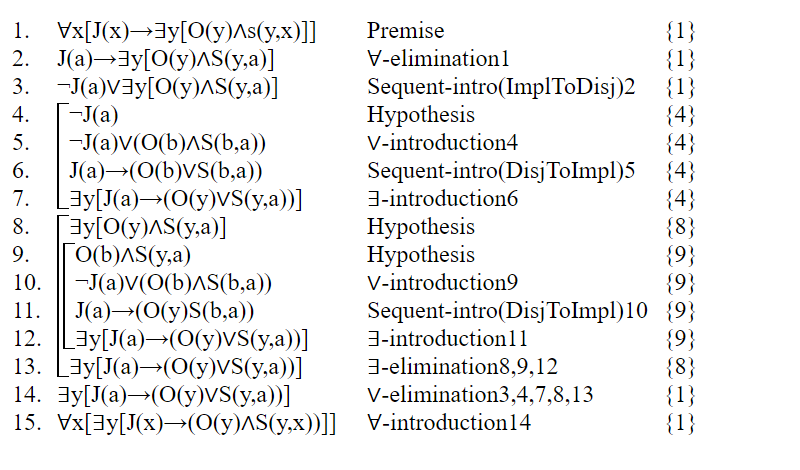 1. ∀x[J(x)→∃y[O(y)∧s(y,x)]] Premise {1}
2. J(a)→∃y[O(y)∧S(y,a)] ∀-elimination1 {1}
3. ¬J(a)∨∃y[O(y)∧S(y,a)] Sequent-intro(ImplToDisj)2 {1}
4. ¬J(a) Hypothesis {4}
5. ¬J(a)∨(O(b)∧S(b,a)) ∨-introduction4 {4}
6. J(a)→(O(b)∨S(b,a)) Sequent-intro(DisjToImpl)5 {4}
7. ∃y[J(a)→(O(y)∨S(y,a))] ∃-introduction6 {4}
8. ∃y[O(y)∧S(y,a)] Hypothesis {8}
9. O(b)∧S(y,a) Hypothesis {9}
10. ¬J(a)∨(O(b)∧S(b,a)) ∨-introduction9 {9}
11. J(a)→(O(y)S(b,a)) Sequent-intro(DisjToImpl)10 {9}
12. ∃y[J(a)→(O(y)∨S(y,a))] ∃-introduction11 {9}
13. ∃y[J(a)→(O(y)∨S(y,a))] ∃-elimination8,9,12 {8}
14. ∃y[J(a)→(O(y)∨S(y,a))] ∨-elimination3,4,7,8,13 {1}
15. ∀x[∃y[J(x)→(O(y)∧S(y,x))]] ∀-introduction14 {1}